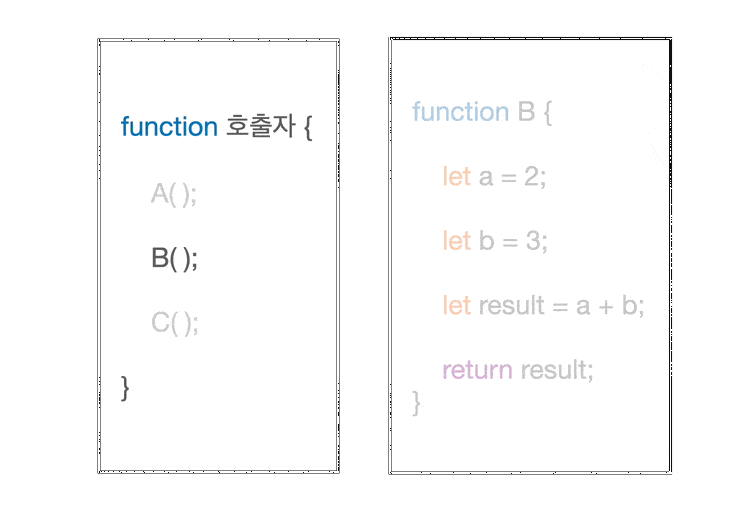 function 호출자 {
A( );
B( );
C( );
}
function B {
let a = 2;
let b = 3;
let result = a + b;
return result;
}